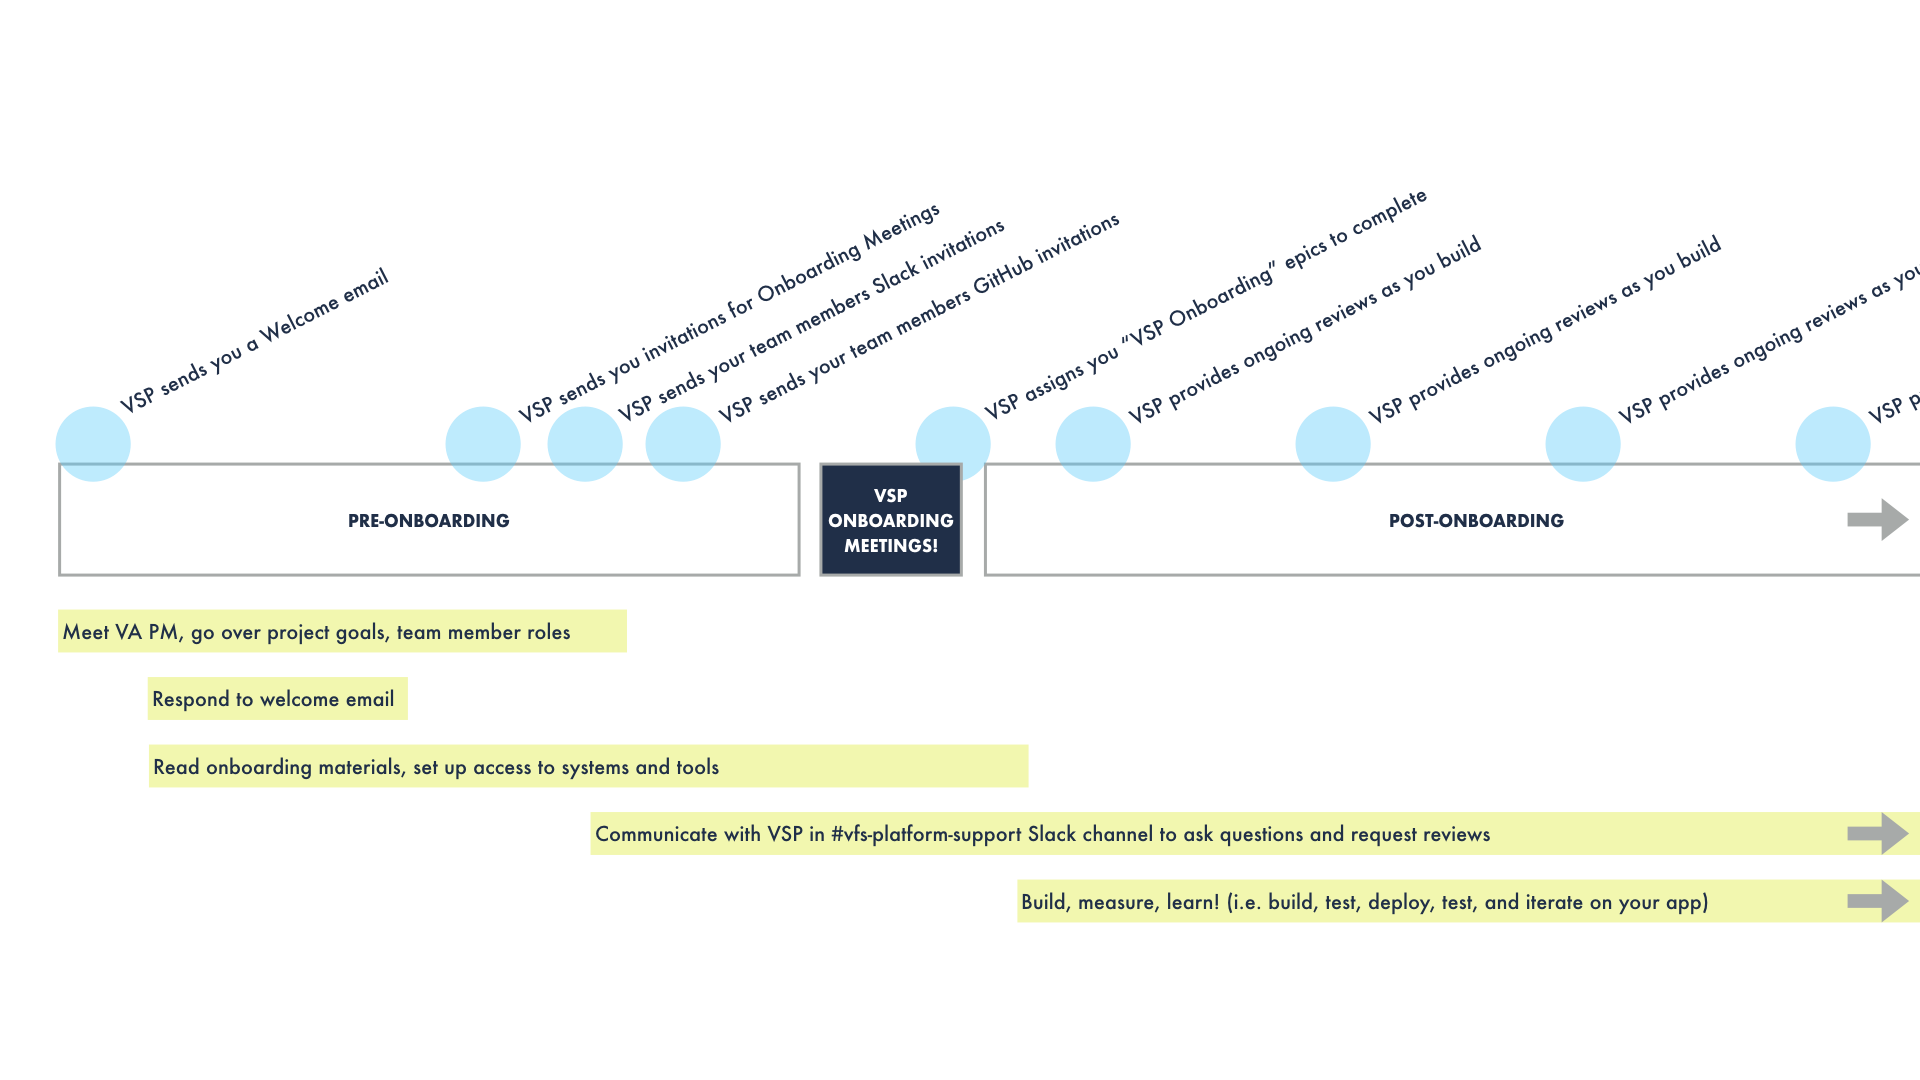 VSP sends you a Welcome email
VSP sends you invitations for Onboarding Meetings
VSP sends your team members Slack invitations
VSP sends your team members GitHub invitations
VSP assigns you “VSP Onboarding” epics to complete
VSP provides ongoing reviews as you build
VSP provides ongoing reviews as you build
VSP provides ongoing reviews as you
VSP p
PRE-ONBOARDING
VSP
ONBOARDING
MEETINGS!
POST-ONBOARDING
Meet VA PM, go over project goals, team member roles
Respond to welcome email
Read onboarding materials, set up access to systems and tools
Communicate with VSP in #vfs-platform-support Slack channel to ask questions and request reviews
Build, measure, learn! (i.e. build, test, deploy, test, and iterate on your app)